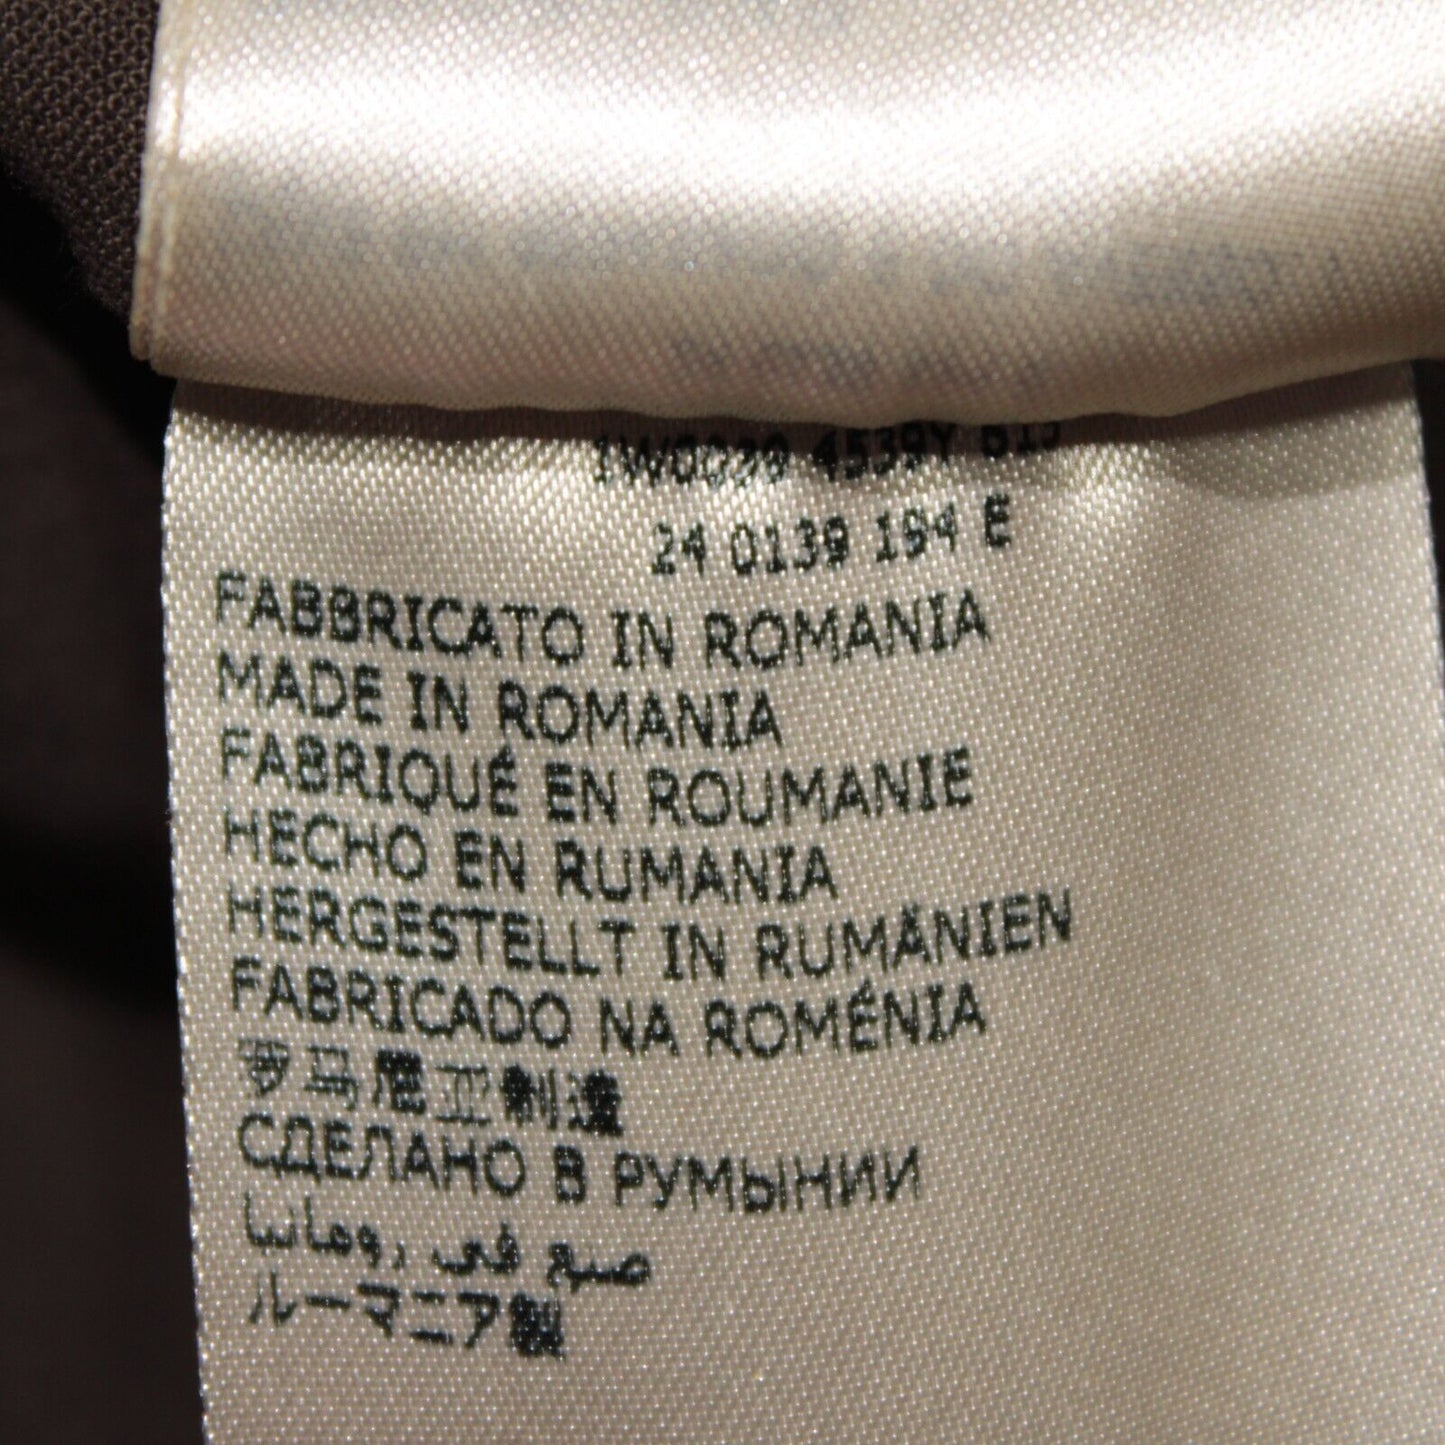 4539Y
24 0139 194 E
FABBRICATO IN ROMANIA
MADE IN ROMANIA
FABRIQUÉ EN ROUMANIE
HECHO EN RUMANIA
HERGESTELLT IN RUMÄNIEN
FABRICADO NA ROMÉNIA
罗马尼亚制造
СДЕЛАНО В РУМЫНИИ
صنع في رومانيا
ルーマニア製